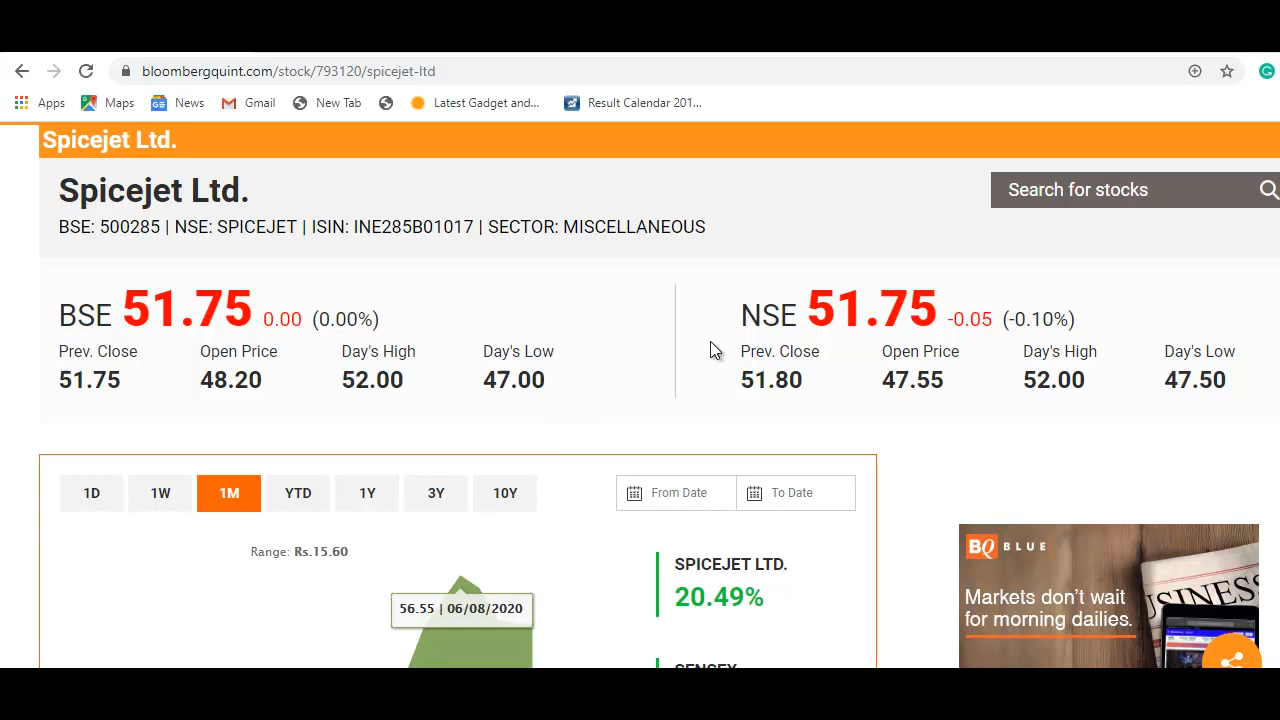 bloombergquint.com/stock/793120/spicejet-ltd
Apps Maps News Gmail New Tab Latest Gadget and... Result Calendar 201...
Spicejet Ltd.
Spicejet Ltd.
Search for stocks
BSE: 500285 | NSE: SPICEJET | ISIN: INE285B01017 | SECTOR: MISCELLANEOUS
BSE 51.75 0.00 (0.00%)
Prev. Close Open Price Day's High Day's Low
51.75 48.20 52.00 47.00
NSE 51.75 -0.05 (-0.10%)
Prev. Close Open Price Day's High Day's Low
51.80 47.55 52.00 47.50
1D 1W 1M YTD 1Y 3Y 10Y
From Date To Date
Range: Rs.15.60
56.55 | 06/08/2020
SPICEJET LTD.
20.49%
SENSEX
BQ BLUE
Markets don't wait
for morning dailies.
BUSINESS